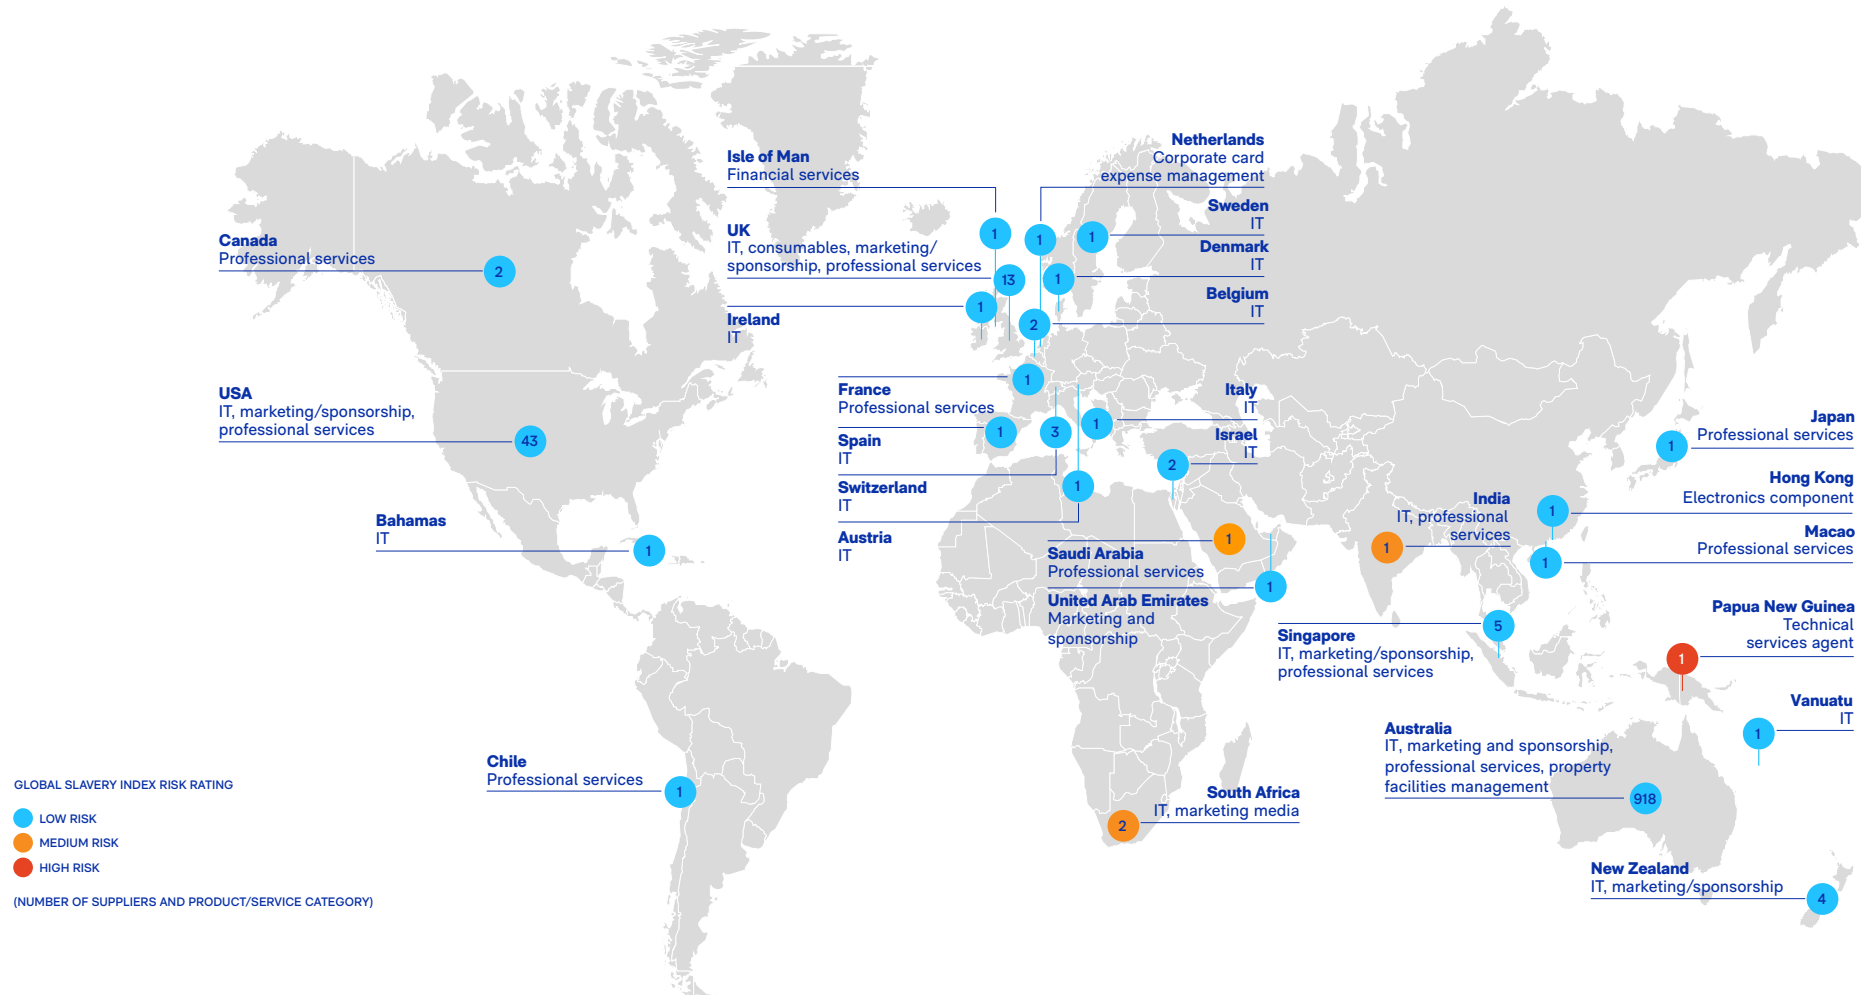 Canada
Professional services
2
USA
IT, marketing/sponsorship,
professional services
43
Bahamas
IT
1
Chile
Professional services
1
Isle of Man
Financial services
1
UK
IT, consumables, marketing/
sponsorship, professional services
13
Ireland
IT
1
Netherlands
Corporate card
expense management
1
Sweden
IT
1
Denmark
IT
1
Belgium
IT
2
France
Professional services
1
Spain
IT
1
Switzerland
IT
3
Austria
IT
1
Italy
IT
1
Israel
IT
2
Saudi Arabia
Professional services
1
United Arab Emirates
Marketing and
sponsorship
1
India
IT, professional
services
1
Singapore
IT, marketing/sponsorship,
professional services
5
Japan
Professional services
1
Hong Kong
Electronics component
1
Macao
Professional services
1
Papua New Guinea
Technical
services agent
1
Vanuatu
IT
1
Australia
IT, marketing and sponsorship,
professional services, property
facilities management
918
South Africa
IT, marketing media
2
New Zealand
IT, marketing/sponsorship
4
GLOBAL SLAVERY INDEX RISK RATING
LOW RISK
MEDIUM RISK
HIGH RISK
(NUMBER OF SUPPLIERS AND PRODUCT/SERVICE CATEGORY)